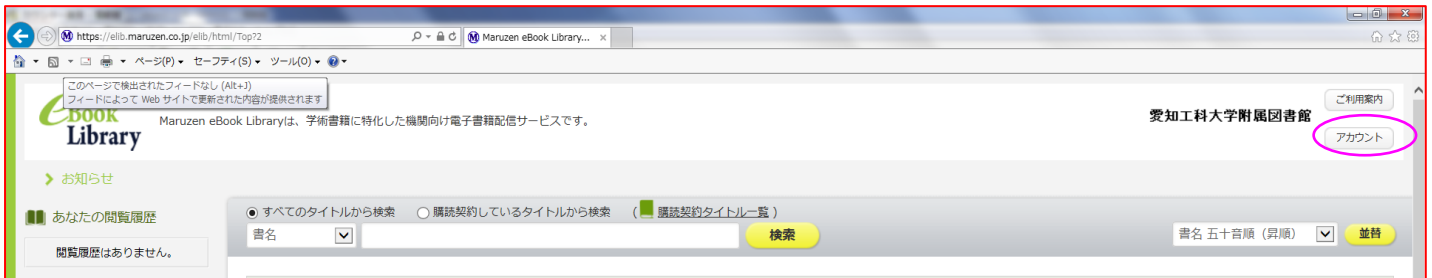 https://elib.maruzen.co.jp/elib/html/Top?2
Maruzen eBook Library...
ページ(P) セーフティ(S) ツール(O)
このページで検出されたフィードなし (Alt+J)
フィードによって Web サイトで更新された内容が提供されます
eBook
Library
Maruzen eBook Libraryは、学術書籍に特化した機関向け電子書籍配信サービスです。
愛知工科大学附属図書館
ご利用案内
アカウント
お知らせ
あなたの閲覧履歴
閲覧履歴はありません。
すべてのタイトルから検索 購読契約しているタイトルから検索 ( 購読契約タイトル一覧 )
書名 検索 書名 五十音順（昇順） 並替